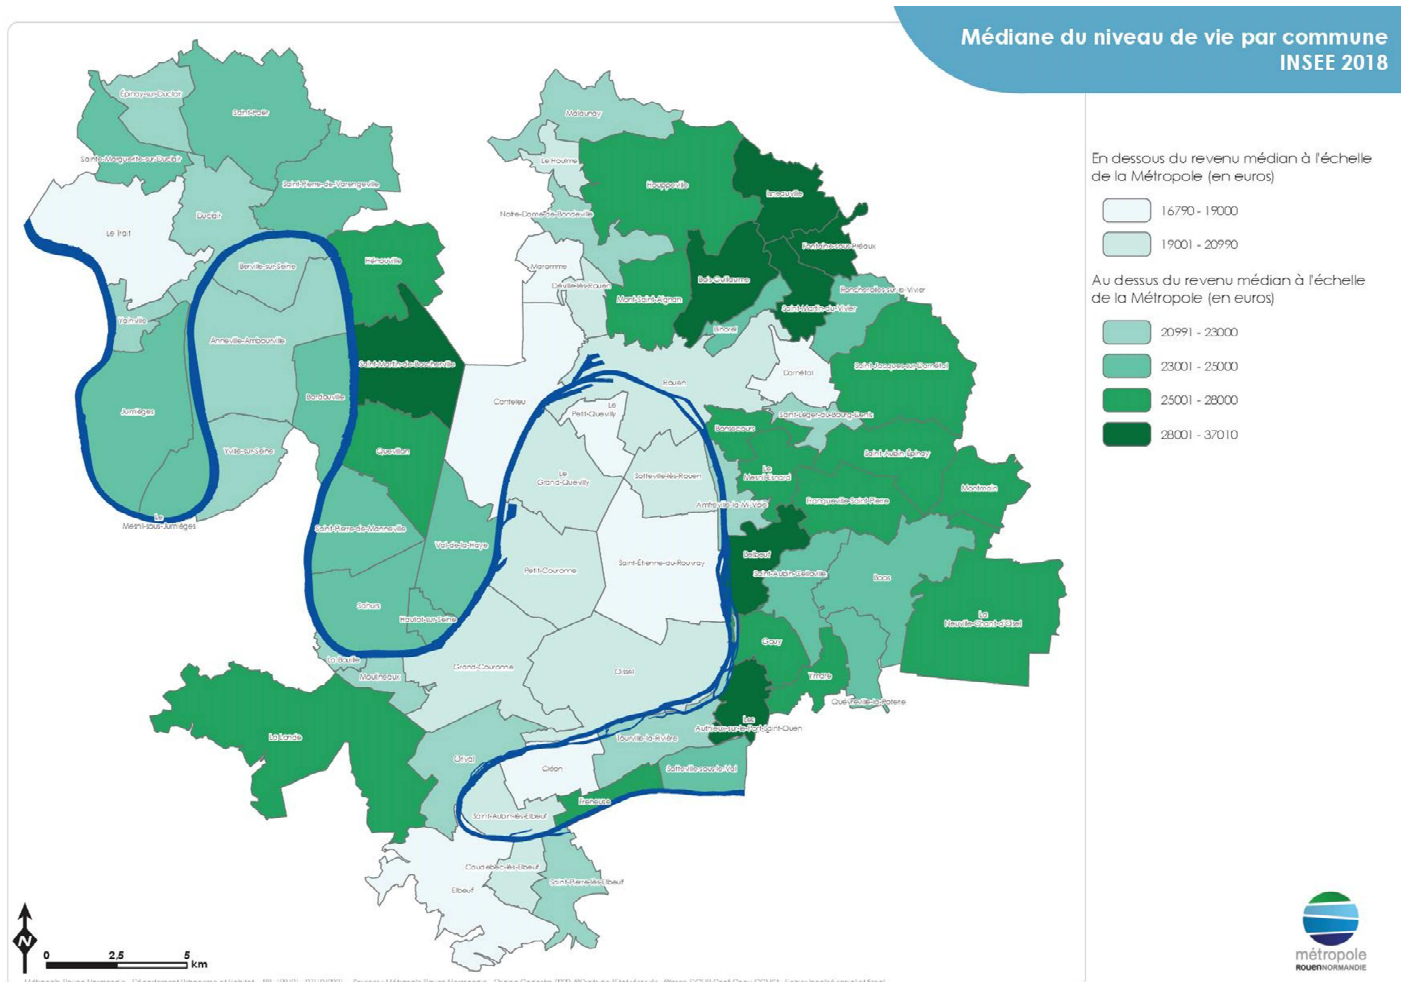 Médiane du niveau de vie par commune
INSEE 2018
En dessous du revenu médian à l'échelle
de la Métropole (en euros)
16790 - 19000
19001 - 20990
Au dessus du revenu médian à l'échelle
de la Métropole (en euros)
20991 - 23000
23001 - 25000
25001 - 28000
28001 - 37010
Épinay-sur-Duclair
Saint-Paër
Sainte-Marguerite-sur-Duclair
Saint-Pierre-de-Varengeville
Duclair
Le Trait
Berville-sur-Seine
Hénouville
Yainville
Anneville-Ambourville
Saint-Martin-de-Boscherville
Bardouville
Jumièges
Yville-sur-Seine
Quevillon
Le
Mesnil-sous-Jumièges
Saint-Pierre-de-Manneville
Val-de-la-Haye
Sahurs
Hautot-sur-Seine
Malaunay
Le Houlme
Houppeville
Isneauville
Notre-Dame-de-Bondeville
Fontaine-sous-Préaux
Maromme
Déville-lès-Rouen
Mont-Saint-Aignan
Bois-Guillaume
Roncherolles-sur-le-Vivier
Saint-Martin-du-Vivier
Bihorel
Rouen
Darnétal
Saint-Jacques-sur-Darnétal
Canteleu
Le
Petit-Quevilly
Saint-Léger-du-Bourg-Denis
Bonsecours
Saint-Aubin-Epinay
Le
Grand-Quevilly
Sotteville-lès-Rouen
Le
Mesnil-Esnard
Montmain
Amfreville-la-Mi-Voie
Franqueville-Saint-Pierre
Belbeuf
Petit-Couronne
Saint-Étienne-du-Rouvray
Saint-Aubin-Celloville
Boos
La
Neuville-Chant-d'Oisel
Gouy
La Bouille
Moulineaux
Grand-Couronne
Oissel
Ymare
Quévreville-la-Poterie
Les
Authieux-sur-le-Port-Saint-Ouen
La Londe
Orival
Tourville-la-Rivière
Cléon
Sotteville-sous-le-Val
Freneuse
Saint-Aubin-lès-Elbeuf
Caudebec-lès-Elbeuf
Elbeuf
Saint-Pierre-lès-Elbeuf
N
0 2,5 5
km
métropole
ROUENNORMANDIE